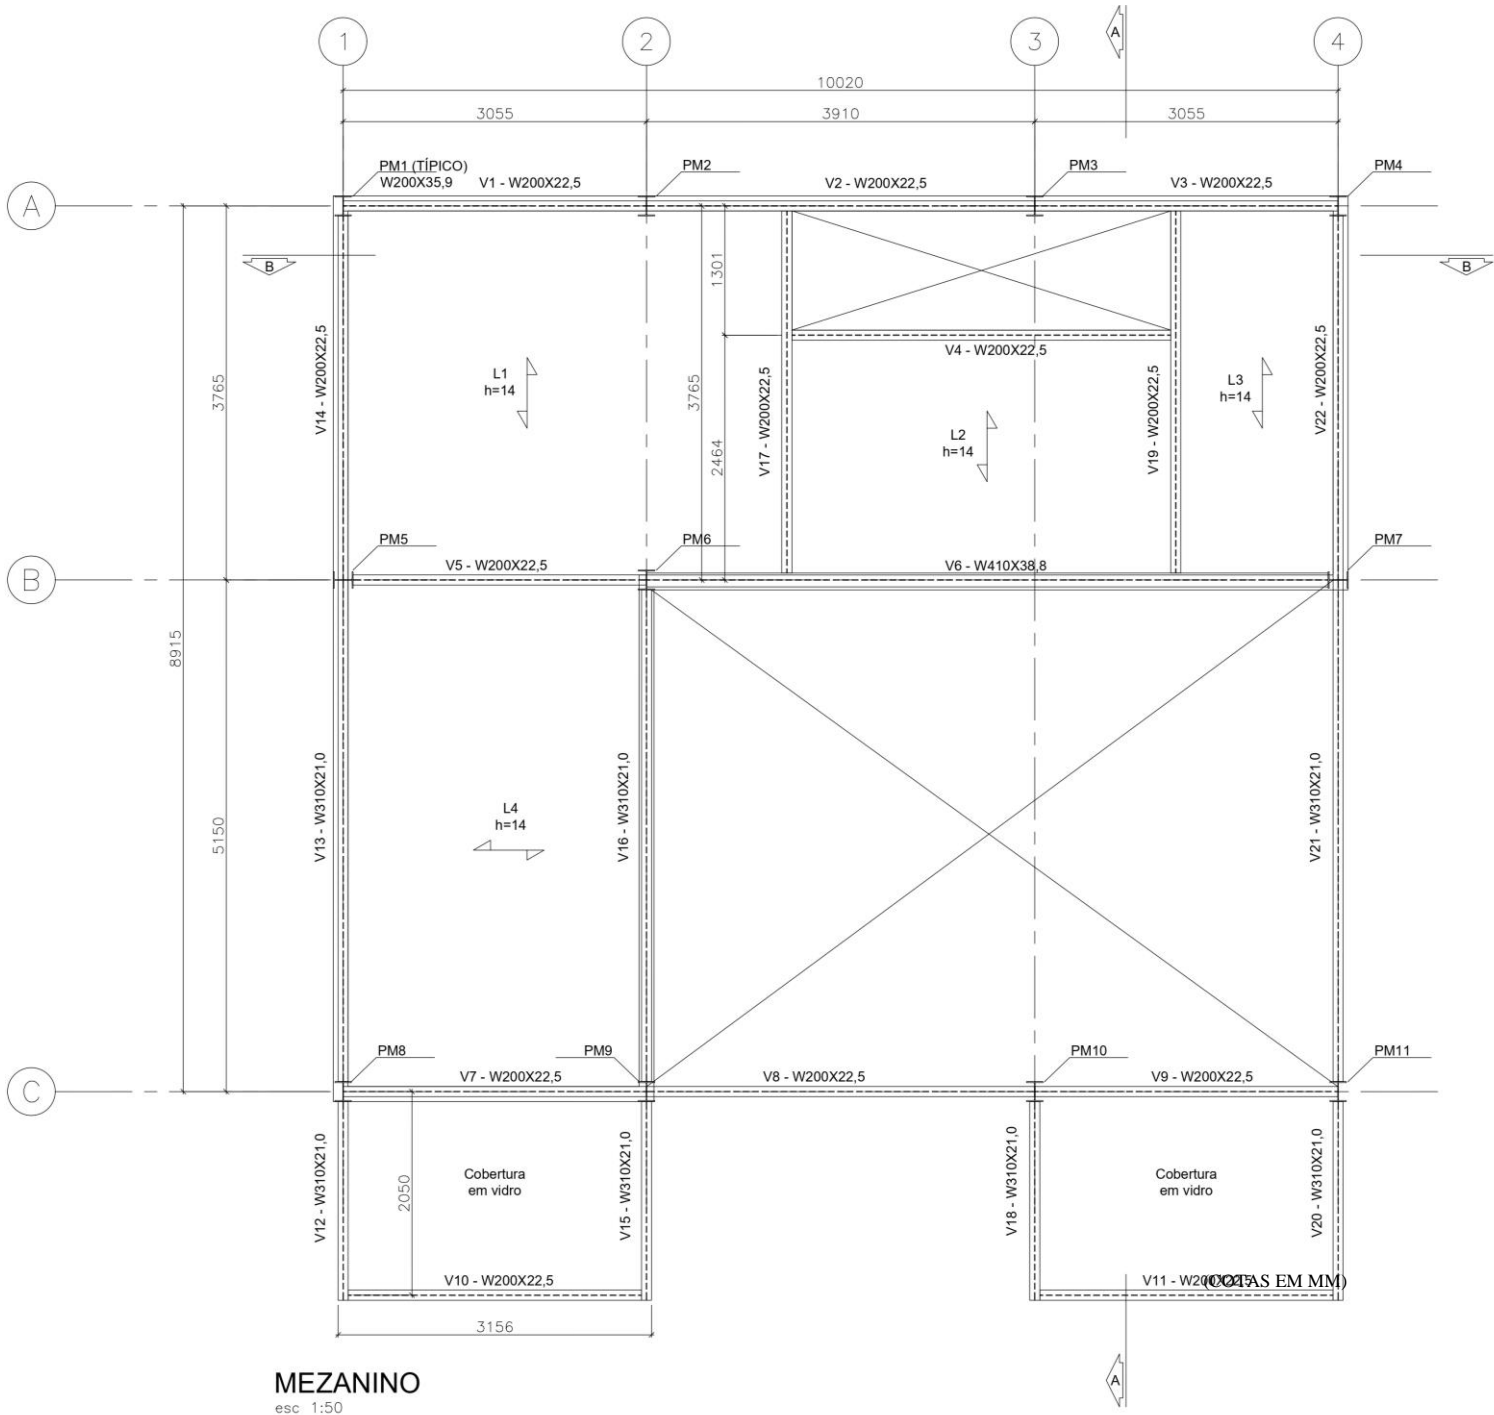 1
2
3
4
A
10020
3055
3910
3055
PM1 (TÍPICO)
W200X35,9
V1 - W200X22,5
PM2
V2 - W200X22,5
PM3
V3 - W200X22,5
PM4
A
B
B
1301
3765
3765
2464
V14 - W200X22,5
L1
h=14
V17 - W200X22,5
V4 - W200X22,5
L2
h=14
V19 - W200X22,5
L3
h=14
V22 - W200X22,5
PM5
V5 - W200X22,5
PM6
V6 - W410X38,8
PM7
B
8915
5150
V13 - W310X21,0
L4
h=14
V16 - W310X21,0
V21 - W310X21,0
PM8
V7 - W200X22,5
PM9
V8 - W200X22,5
PM10
V9 - W200X22,5
PM11
C
V12 - W310X21,0
2050
Cobertura
em vidro
V15 - W310X21,0
V18 - W310X21,0
Cobertura
em vidro
V20 - W310X21,0
V10 - W200X22,5
V11 - W200X22,5
(COTAS EM MM)
3156
A
MEZANINO
esc 1:50